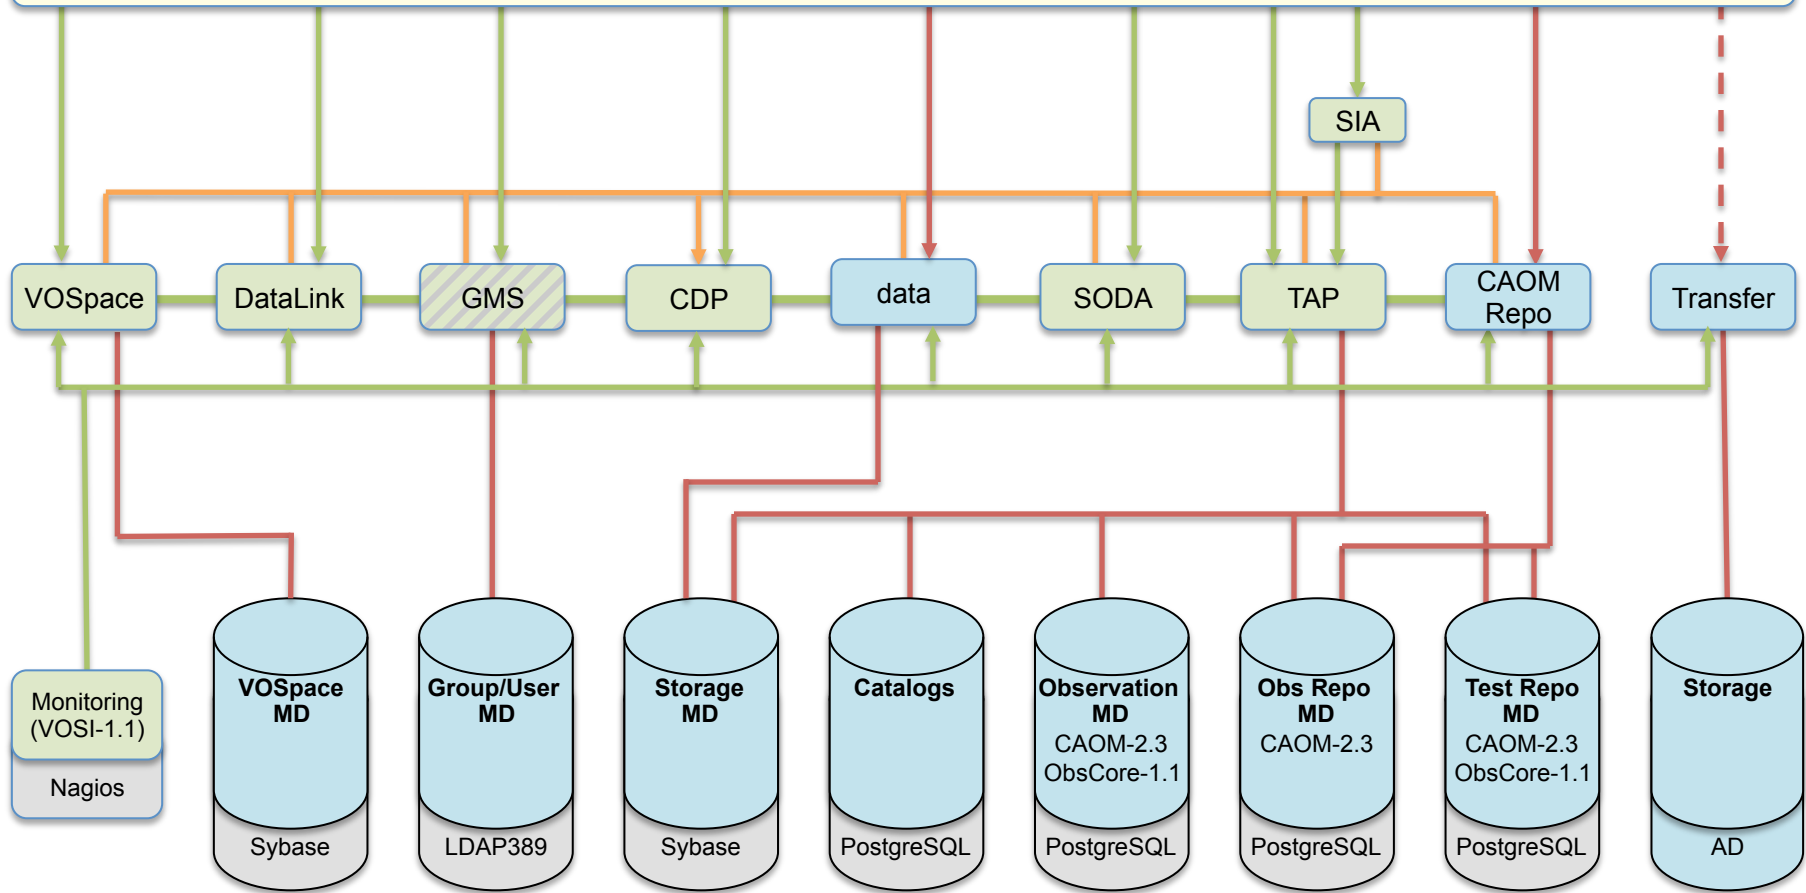 SIA
VOSpace
DataLink
GMS
CDP
data
SODA
TAP
CAOM
Repo
Transfer
Monitoring
(VOSI-1.1)
Nagios
VOSpace
MD
Sybase
Group/User
MD
LDAP389
Storage
MD
Sybase
Catalogs
PostgreSQL
Observation
MD
CAOM-2.3
ObsCore-1.1
PostgreSQL
Obs Repo
MD
CAOM-2.3
PostgreSQL
Test Repo
MD
CAOM-2.3
ObsCore-1.1
PostgreSQL
Storage
AD